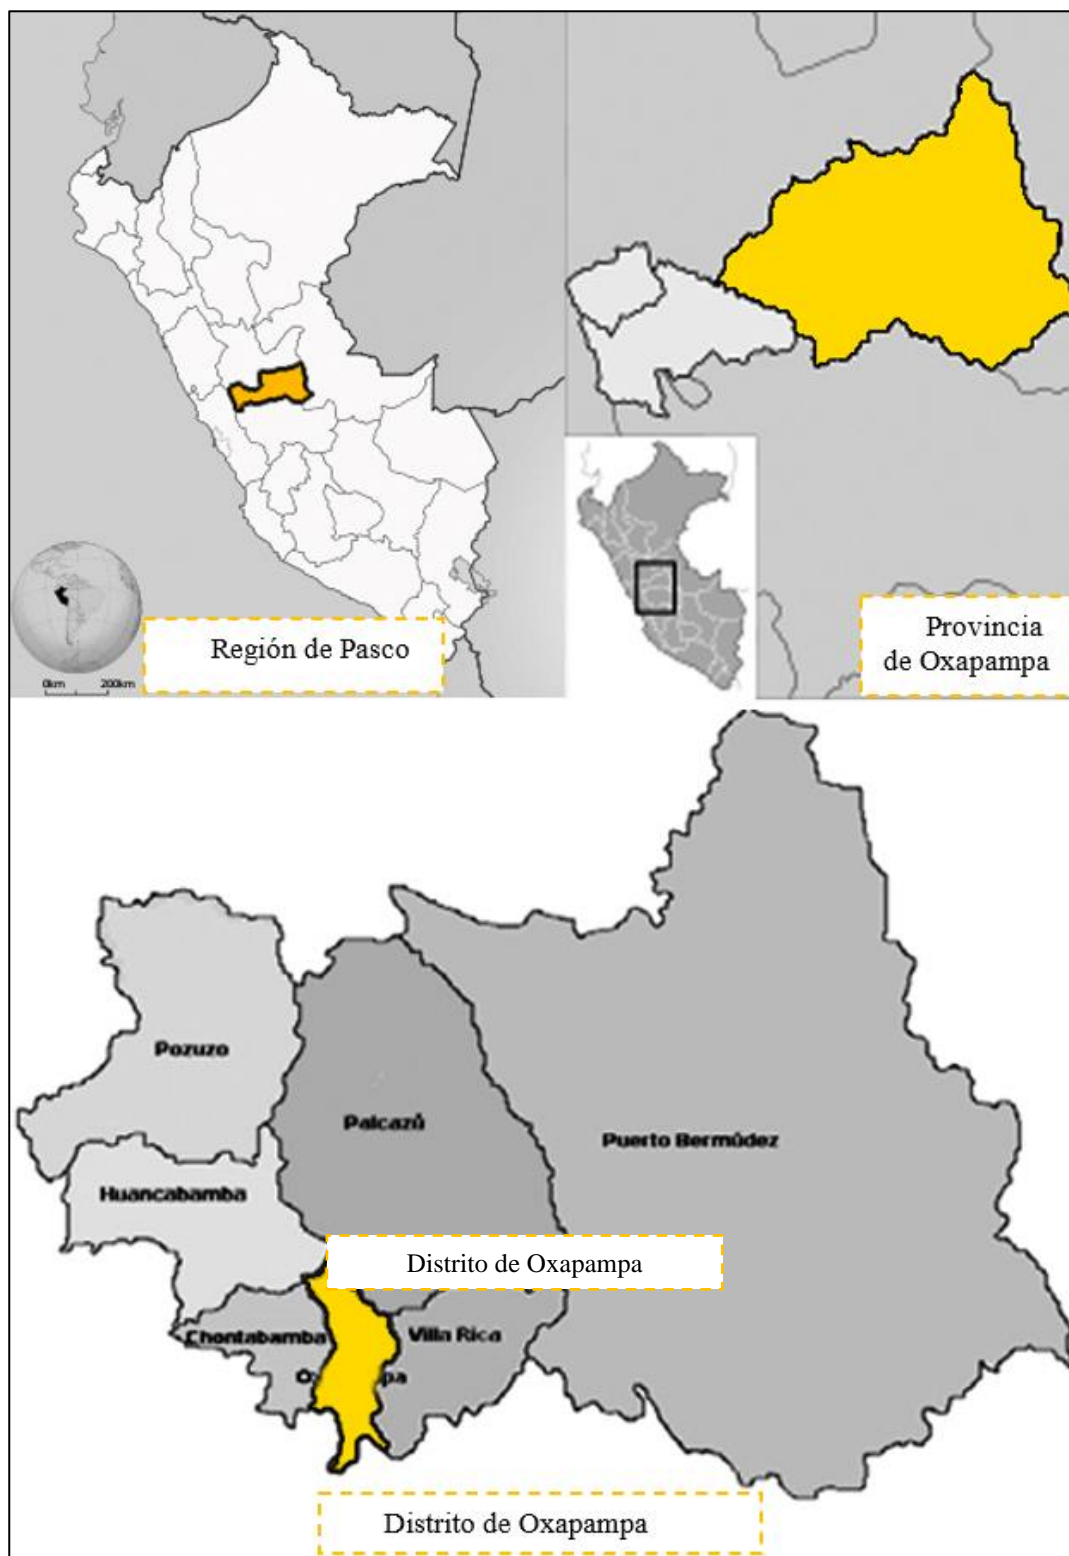 0km 200km
Región de Pasco
Provincia
de Oxapampa
Pozuzo
Palcazú
Puerto Bermúdez
Huancabamba
Distrito de Oxapampa
Chontabamba
Villa Rica
Distrito de Oxapampa